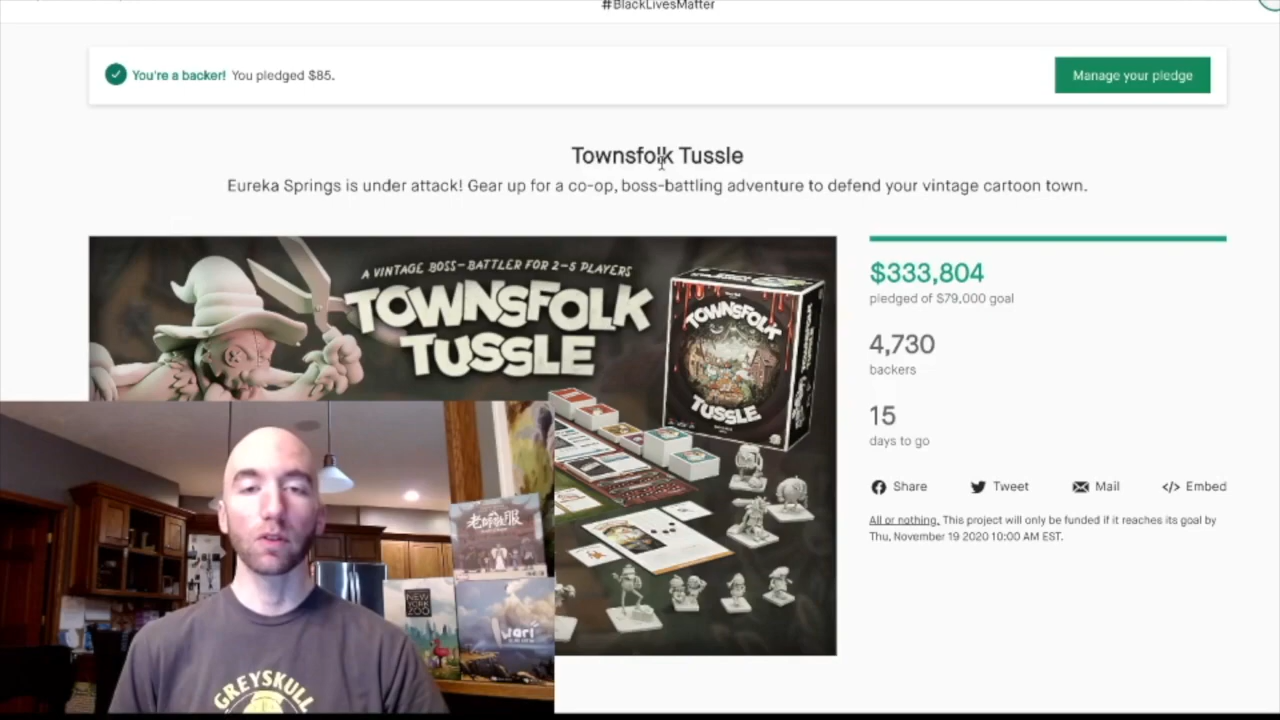 #BlackLivesMatter
You're a backer! You pledged $85.
Manage your pledge
Townsfolk Tussle
Eureka Springs is under attack! Gear up for a co-op, boss-battling adventure to defend your vintage cartoon town.
A VINTAGE BOSS-BATTLER FOR 2-5 PLAYERS
TOWNSFOLK
TUSSLE
TOWNSFOLK
TUSSLE
$333,804
pledged of $79,000 goal
4,730
backers
15
days to go
Share
Tweet
Mail
</> Embed
All or nothing. This project will only be funded if it reaches its goal by
Thu, November 19 2020 10:00 AM EST.
NEW
YORK
ZOO
GREYSKULL